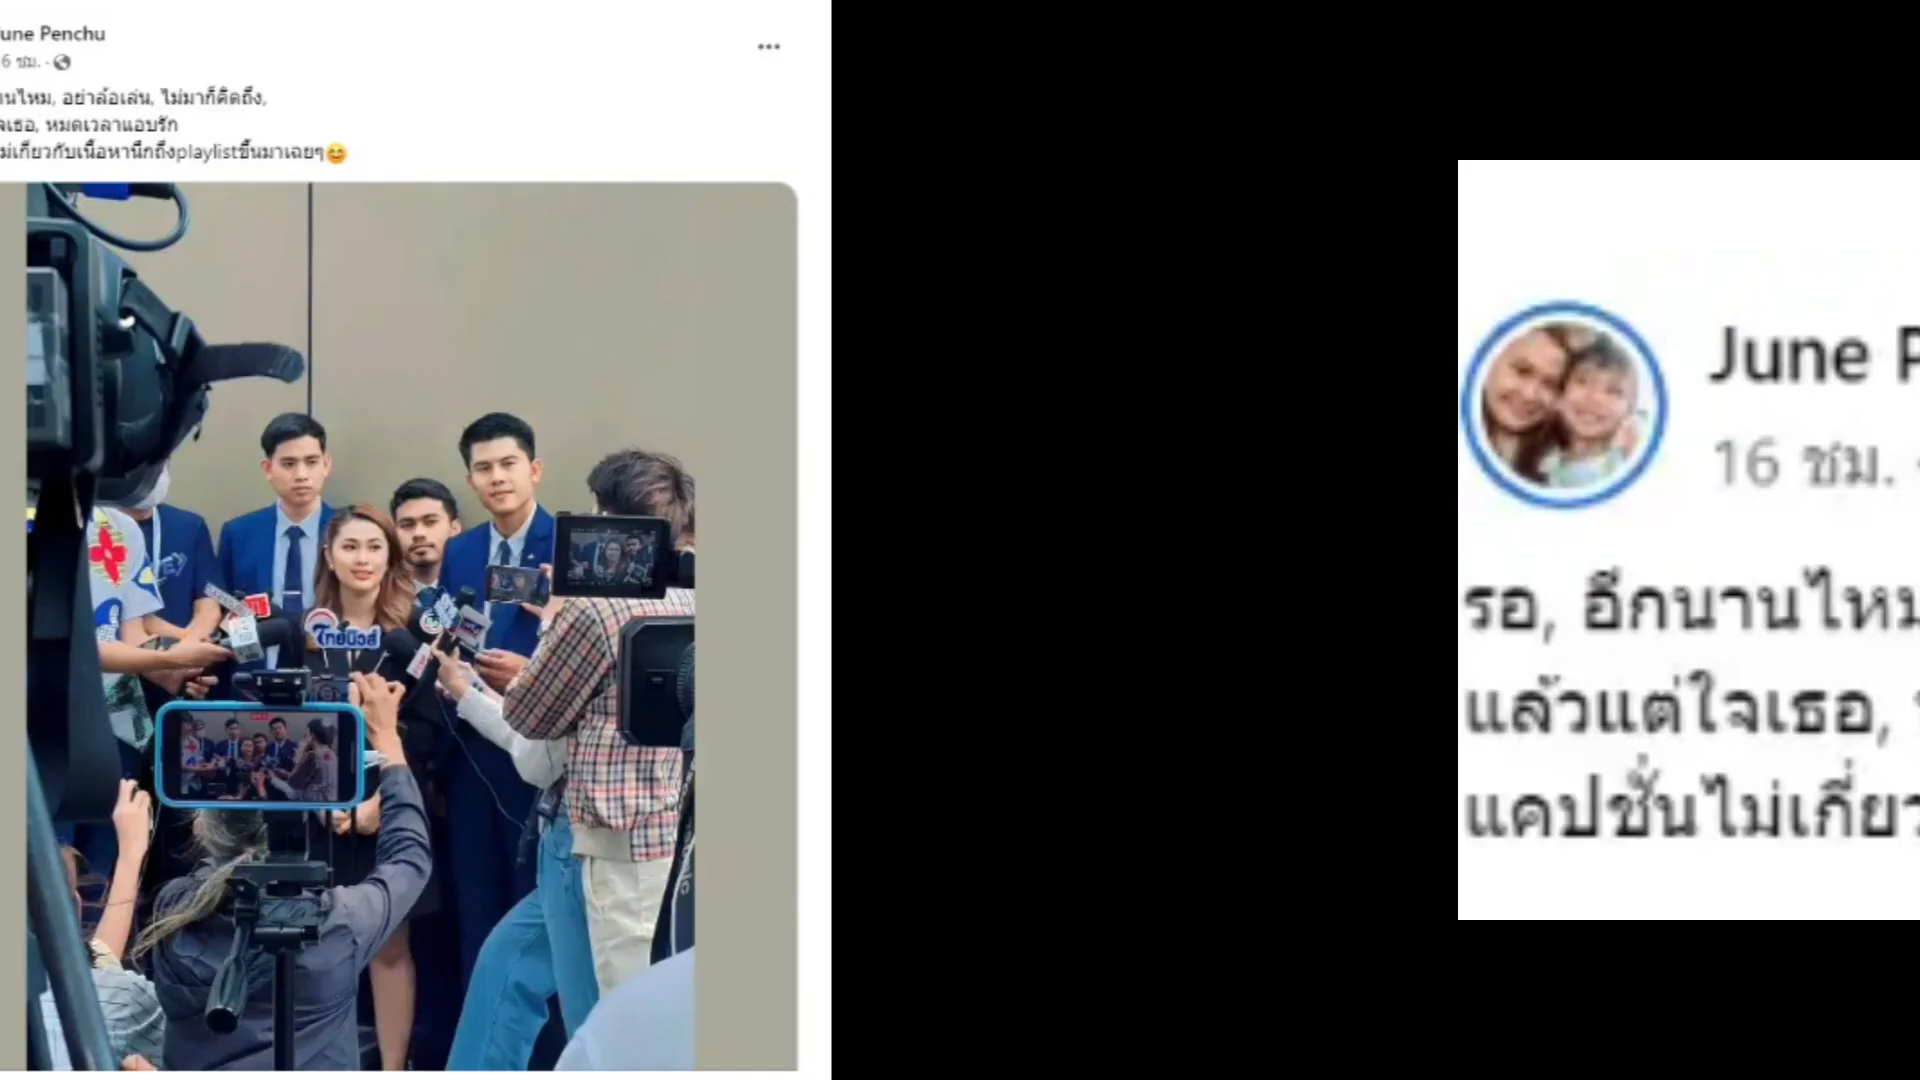 June Penchu
6 ชม. ·
านไหม, อย่าล้อเล่น, ไม่มาก็คิดถึง,
จเธอ, หมดเวลาแอบรัก
ม่เกี่ยวกับเนื้อหานึกถึงplaylistขึ้นมาเฉยๆ😊
ไทยนิวส์
June P
16 ชม.
รอ, อีกนานไหม
แล้วแต่ใจเธอ,
แคปชั่นไม่เกี่ยว